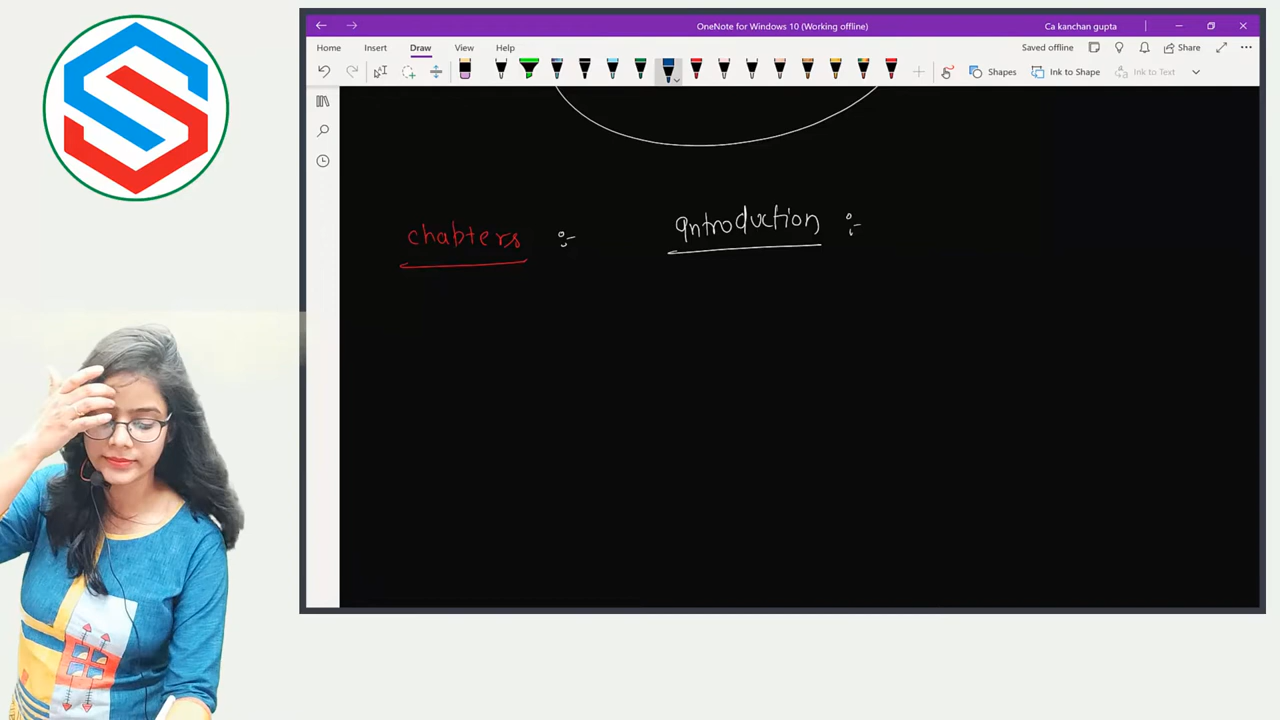 OneNote for Windows 10 (Working offline)
Ca kanchan gupta
Home Insert Draw View Help
Saved offline
Share
Shapes
Ink to Shape
Ink to Text
chabters :-
Introduction :-